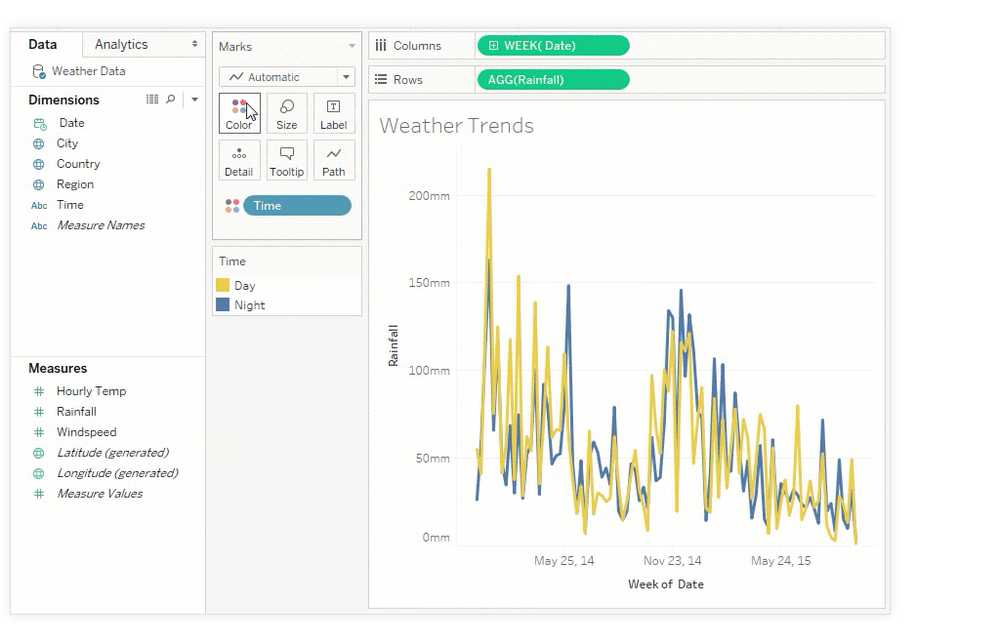 Data Analytics
Weather Data
Dimensions
Date
City
Country
Region
Abc Time
Abc Measure Names
Measures
Hourly Temp
Rainfall
Windspeed
Latitude (generated)
Longitude (generated)
Measure Values
Marks
Automatic
Color Size Label
Detail Tooltip Path
Time
Time
Day
Night
Columns WEEK( Date)
Rows AGG(Rainfall)
Weather Trends
200mm
150mm
100mm
50mm
0mm
Rainfall
May 25, 14 Nov 23, 14 May 24, 15
Week of Date